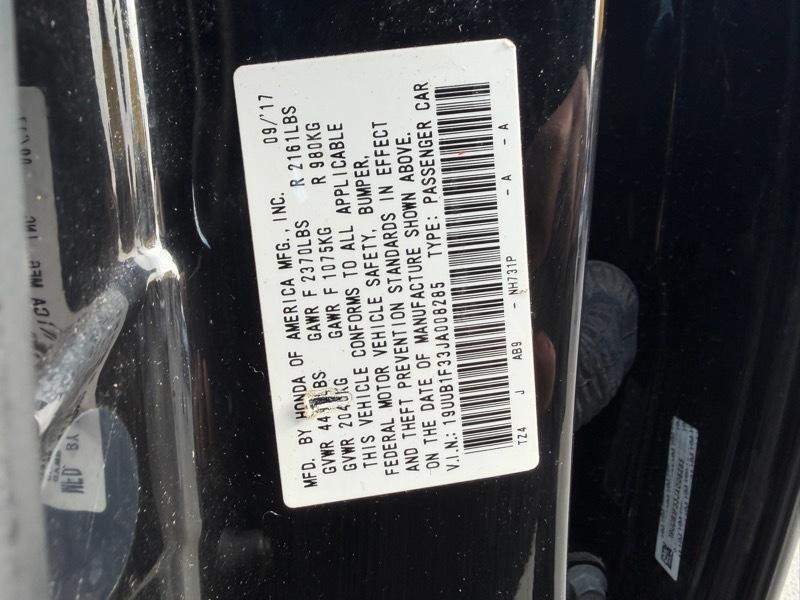 MFD. BY HONDA OF AMERICA MFG., INC. 09/'17
GVWR LBS GAWR F 2370LBS R 2161LBS
GVWR 2040KG GAWR F 1075KG R 980KG
THIS VEHICLE CONFORMS TO ALL APPLICABLE
FEDERAL MOTOR VEHICLE SAFETY, BUMPER,
AND THEFT PREVENTION STANDARDS IN EFFECT
ON THE DATE OF MANUFACTURE SHOWN ABOVE.
V.I.N.: 19UUB1F33JA008285 TYPE: PASSENGER CAR
TZ4 J AB9 - NH731P - A - A